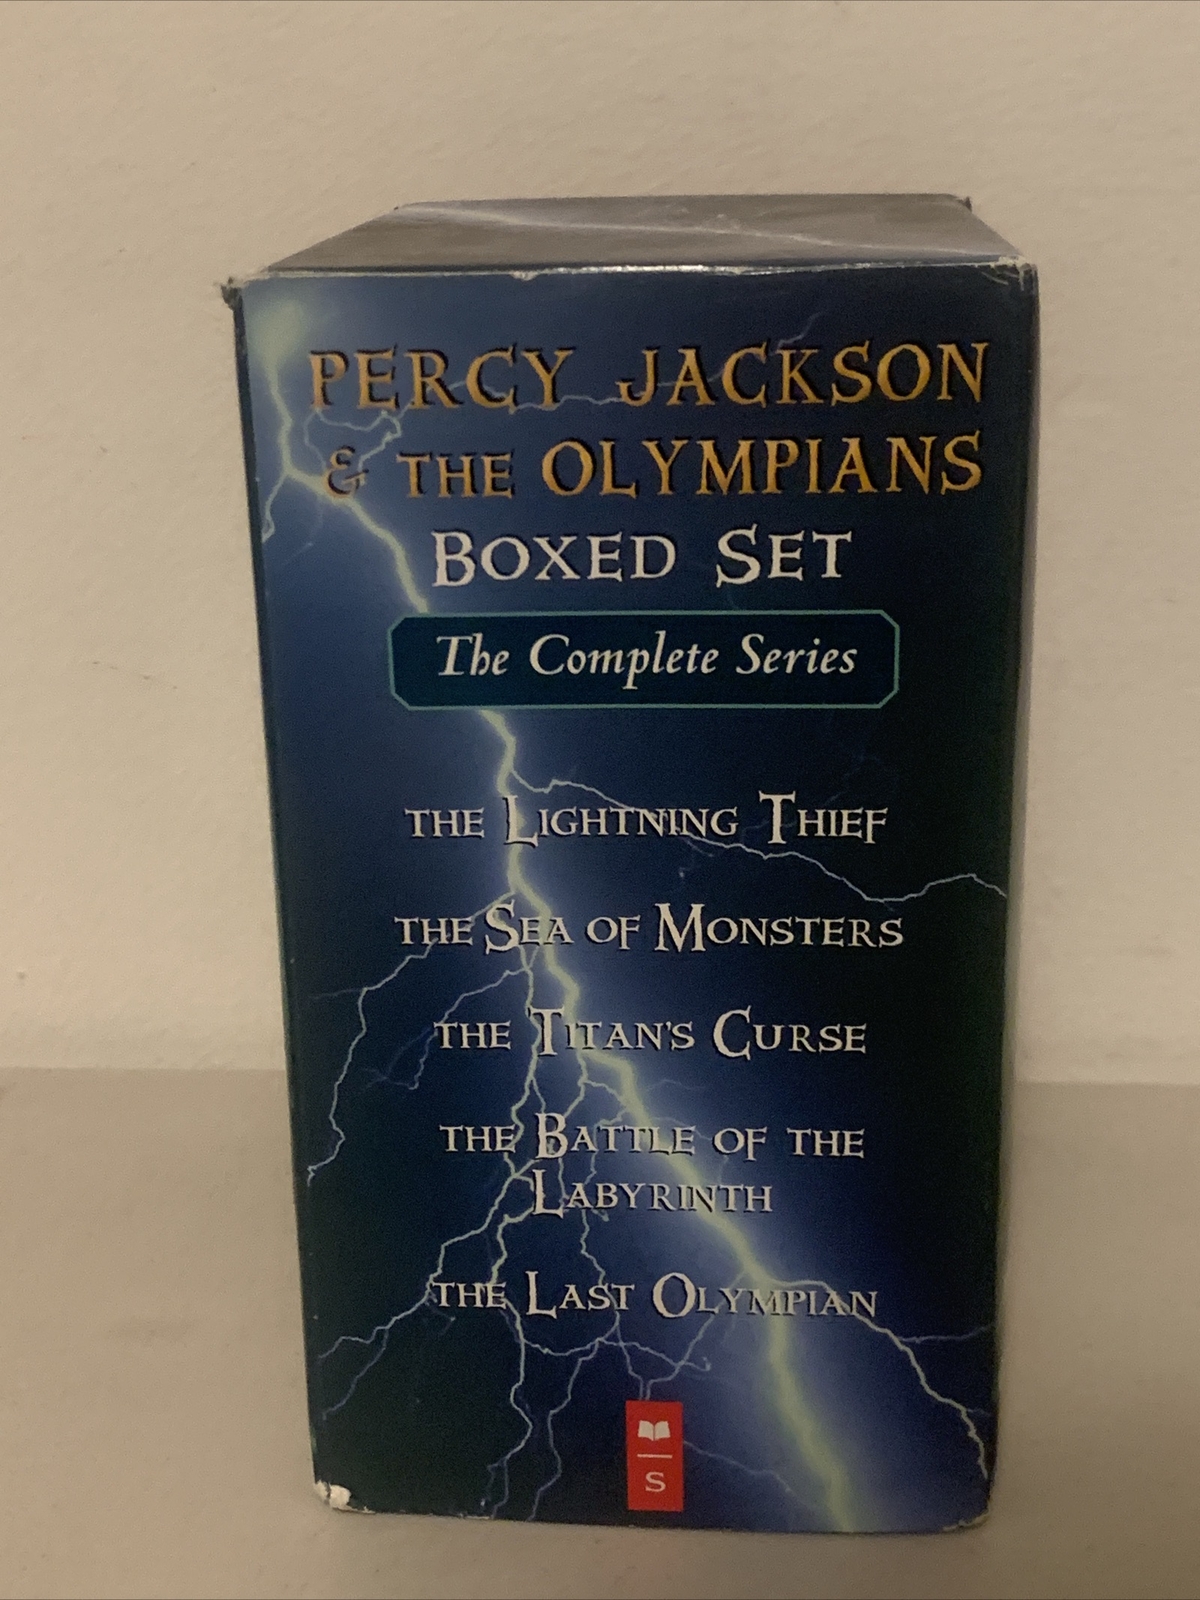 PERCY JACKSON
& THE OLYMPIANS
BOXED SET
The Complete Series
THE LIGHTNING THIEF
THE SEA OF MONSTERS
THE TITAN'S CURSE
THE BATTLE OF THE
LABYRINTH
THE LAST OLYMPIAN
S